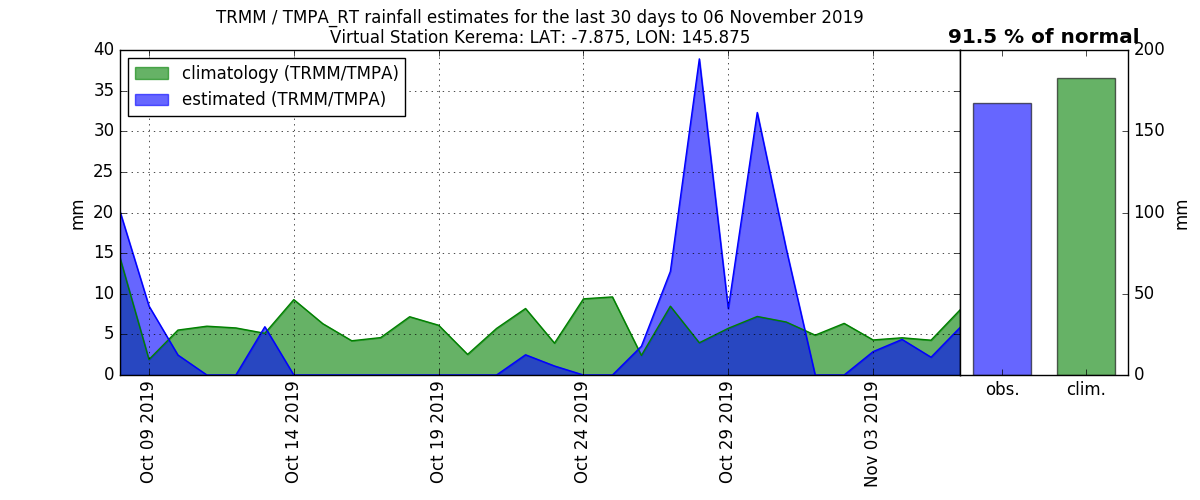 TRMM / TMPA_RT rainfall estimates for the last 30 days to 06 November 2019
Virtual Station Kerema: LAT: -7.875, LON: 145.875
91.5 % of normal
climatology (TRMM/TMPA)
estimated (TRMM/TMPA)
40
35
30
25
20
15
10
5
0
mm
Oct 09 2019
Oct 14 2019
Oct 19 2019
Oct 24 2019
Oct 29 2019
Nov 03 2019
obs.
clim.
200
150
100
50
0
mm